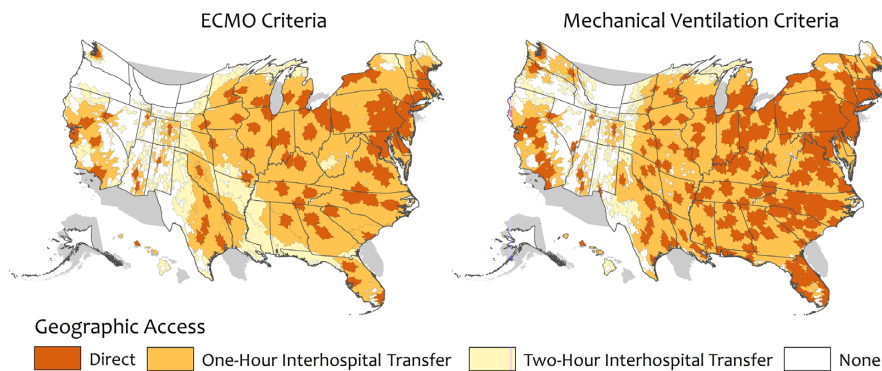 ECMO Criteria
Mechanical Ventilation Criteria
Geographic Access
Direct
One-Hour Interhospital Transfer
Two-Hour Interhospital Transfer
None